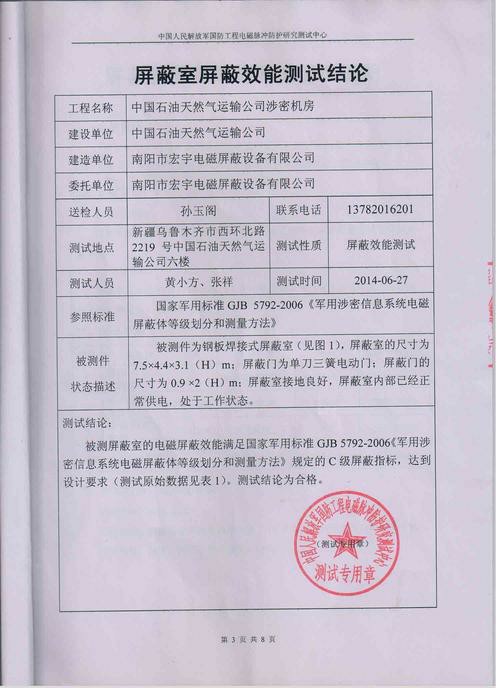 中国人民解放军国防工程电磁脉冲防护研究测试中心
屏蔽室屏蔽效能测试结论
工程名称 中国石油天然气运输公司涉密机房
建设单位 中国石油天然气运输公司
建造单位 南阳市宏宇电磁屏蔽设备有限公司
委托单位 南阳市宏宇电磁屏蔽设备有限公司
送检人员 孙玉阁 联系电话 13782016201
测试地点 新疆乌鲁木齐市西环北路
2219 号中国石油天然气运
输公司六楼
测试性质 屏蔽效能测试
测试人员 黄小方、张祥 测试时间 2014-06-27
参照标准 国家军用标准 GJB 5792-2006《军用涉密信息系统电磁
屏蔽体等级划分和测量方法》
被测件
状态描述
被测件为钢板焊接式屏蔽室（见图 1），屏蔽室的尺寸为
7.5×4.4×3.1（H）m；屏蔽门为单刀三簧电动门；屏蔽门的
尺寸为 0.9 ×2（H）m；屏蔽室接地良好，屏蔽室内部已经正
常供电，处于工作状态。
测试结论：
被测屏蔽室的电磁屏蔽效能满足国家军用标准 GJB 5792-2006《军用涉
密信息系统电磁屏蔽体等级划分和测量方法》规定的 C 级屏蔽指标，达到
设计要求（测试原始数据见表 1）。测试结论为合格。
中国人民解放军国防工程电磁脉冲防护研究测试中心
（测试专用章）
测试专用章
第 3 页 共 8 页